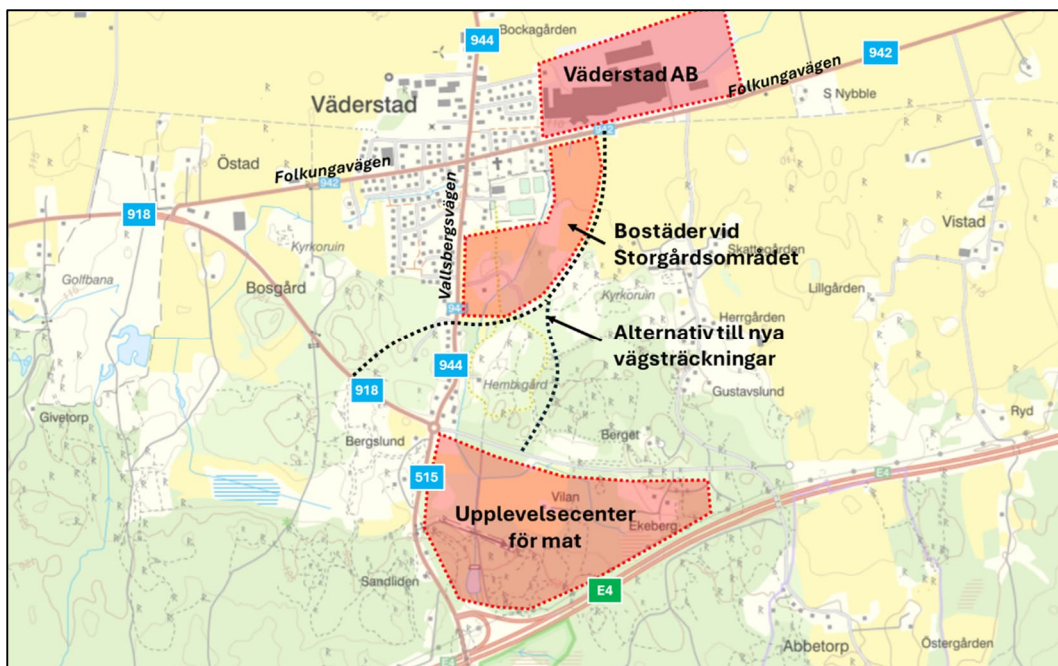 Bockagården
944
942
Väderstad AB
Folkungavägen
S Nybble
Väderstad
942
Östad
Folkungavägen
942
918
Vallsbergsvägen
Vistad
Bostäder vid
Storgårdsområdet
Skattegården
Kyrkoruin
Golfbana
Bosgård
Kyrkoruin
Lillgården
Herrgården
Alternativ till nya
vägsträckningar
944
918
Hembygård
Gustavslund
Givetorp
Bergslund
Berget
Ryd
E4
515
Vilan
Upplevelsecenter
för mat
Ekeberg
Sandliden
E4
E4
Abbetorp
Östergården